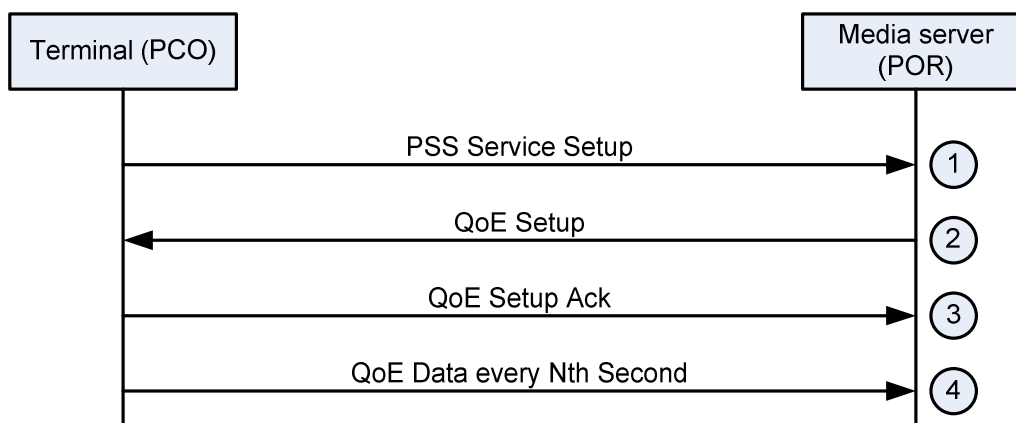 Terminal (PCO)
Media server
(POR)
PSS Service Setup
1
QoE Setup
2
QoE Setup Ack
3
QoE Data every Nth Second
4